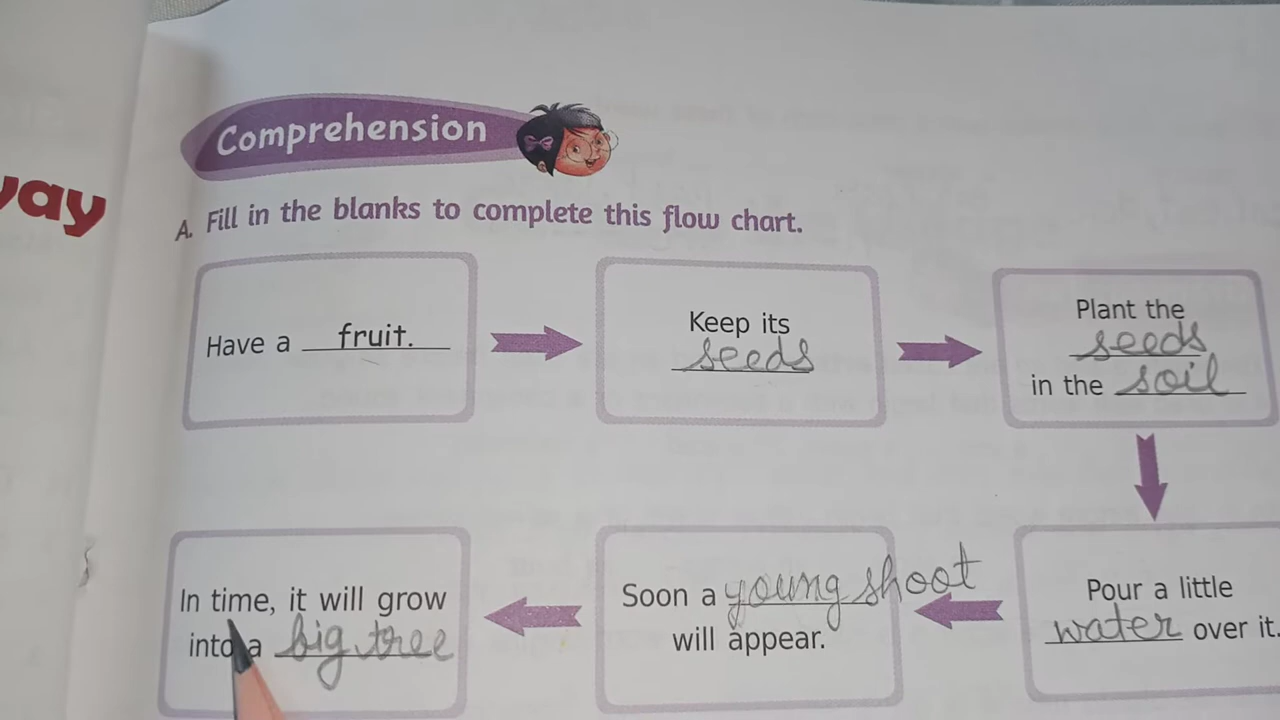 way
Comprehension
A. Fill in the blanks to complete this flow chart.
Have a fruit.
Keep its
seeds
Plant the
seeds
in the soil
Pour a little
water over it.
Soon a young shoot
will appear.
In time, it will grow
into a big tree